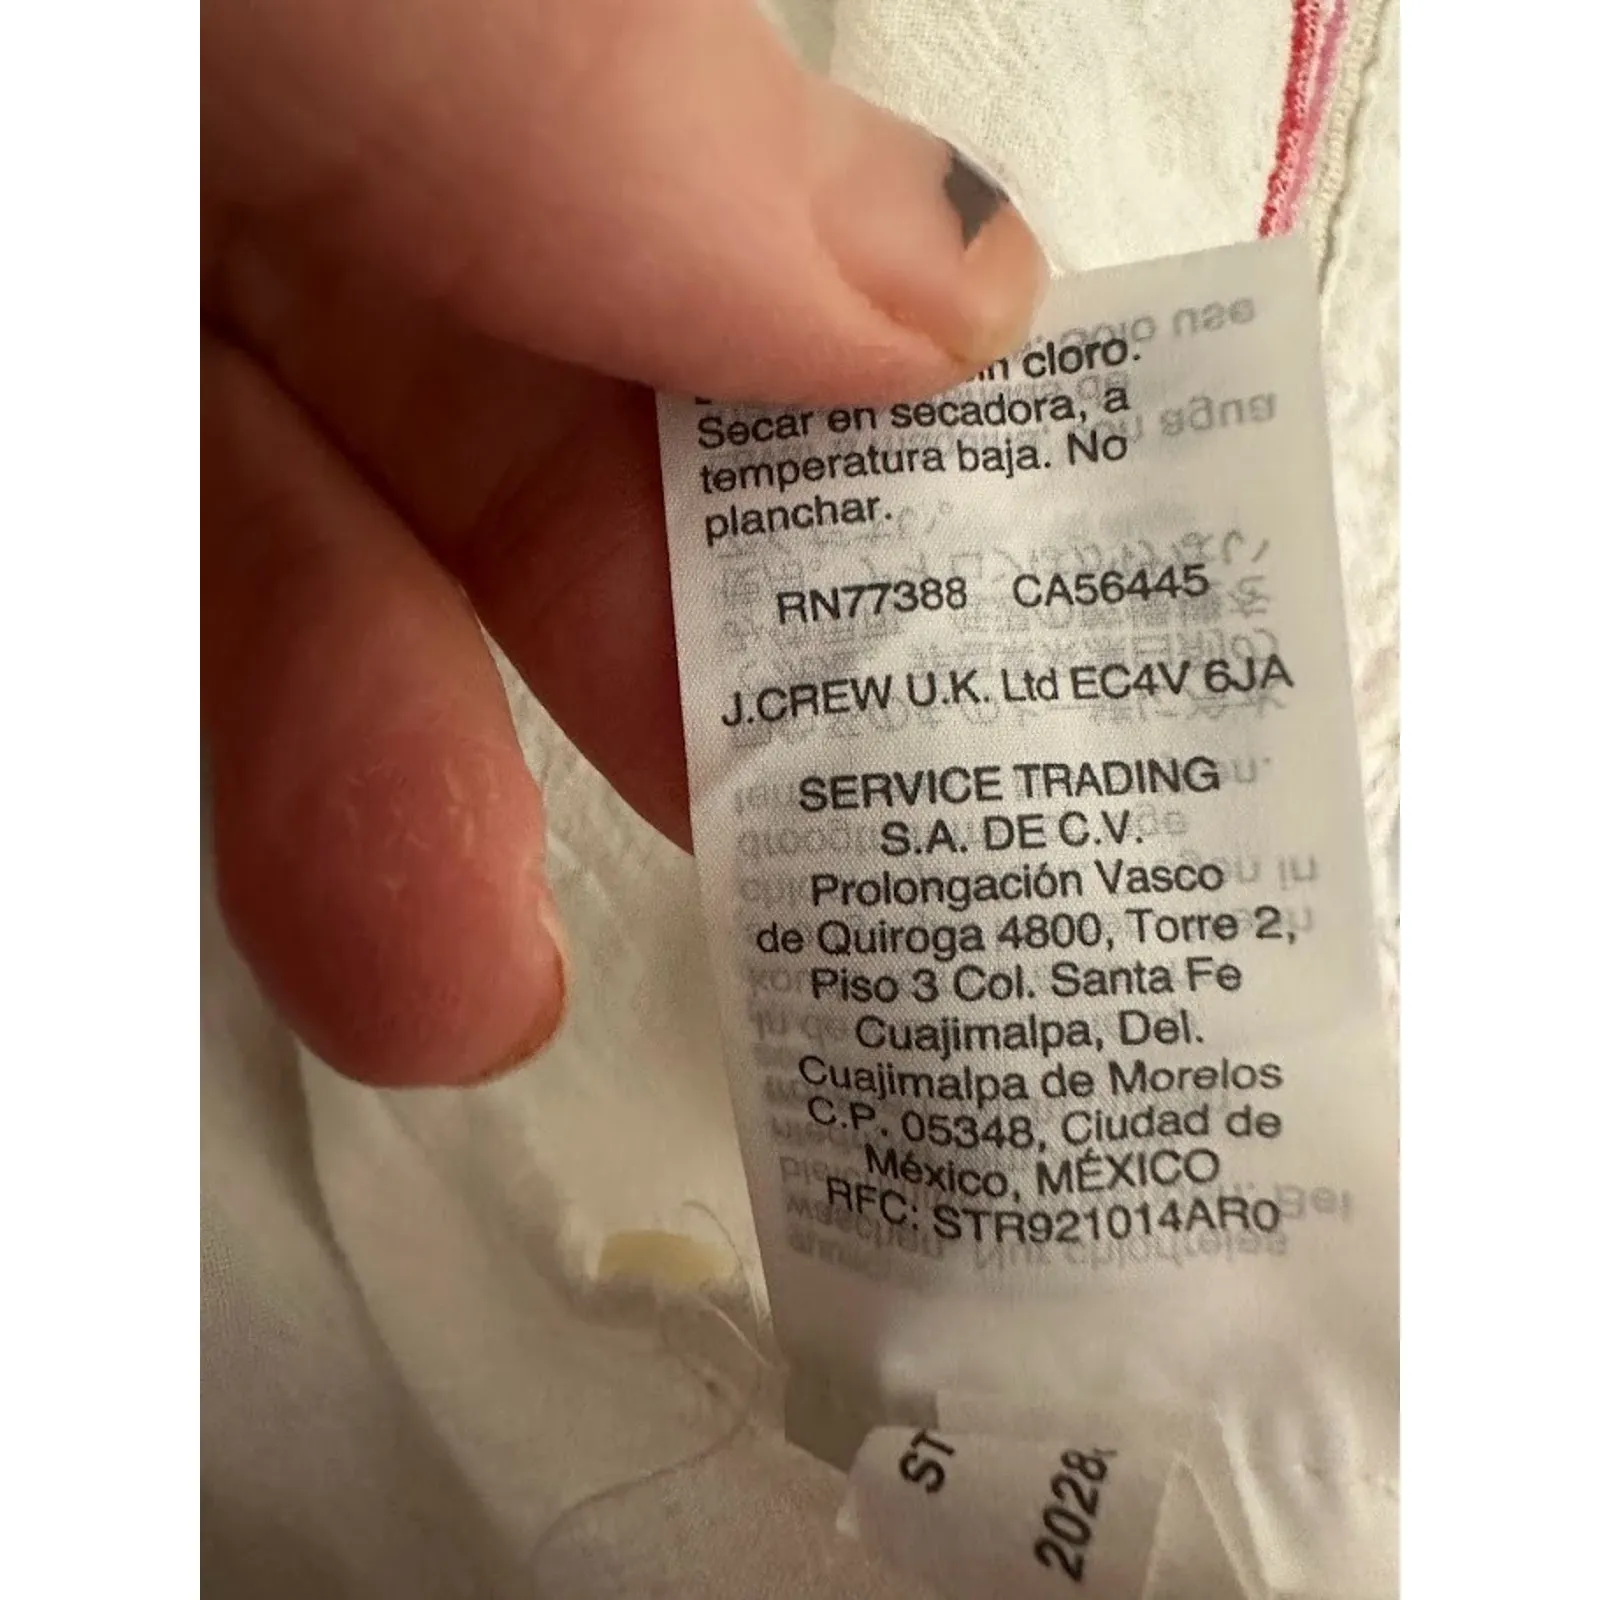 cloro.
Secar en secadora, a
temperatura baja. No
planchar.
RN77388 CA56445
J.CREW U.K. Ltd EC4V 6JA
SERVICE TRADING
S.A. DE C.V.
Prolongación Vasco
de Quiroga 4800, Torre 2,
Piso 3 Col. Santa Fe
Cuajimalpa, Del.
Cuajimalpa de Morelos
C.P. 05348, Ciudad de
México, MÉXICO
RFC: STR921014AR0
ST
2028